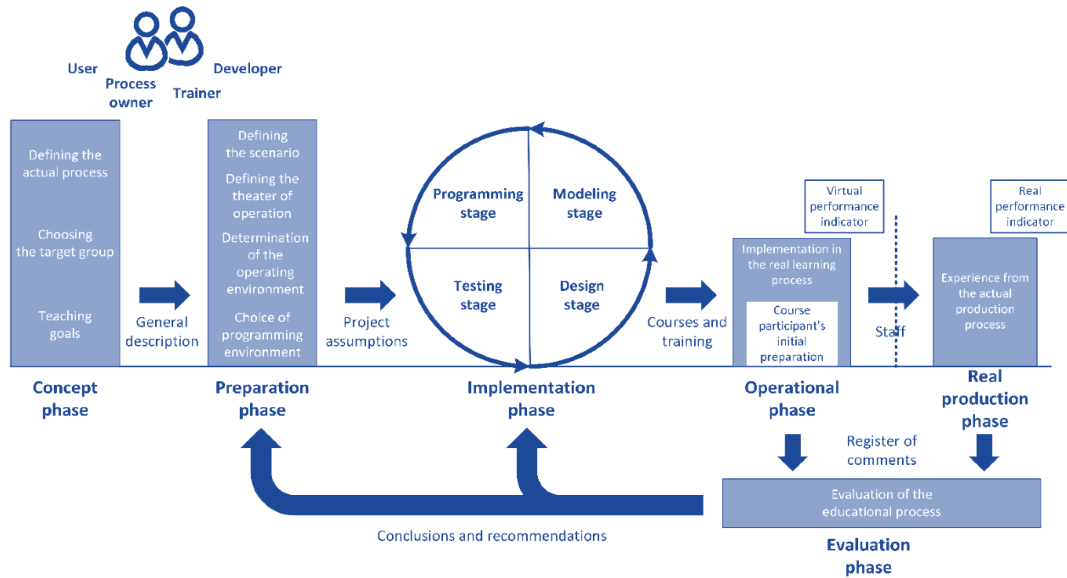 User
Process
owner
Trainer
Developer
Defining the
actual process
Choosing
the target group
Teaching
goals
Concept
phase
General
description
Defining
the scenario
Defining the
theater of
operation
Determination
of the
operating
environment
Choice of
programming
environment
Preparation
phase
Project
assumptions
Programming
stage
Modeling
stage
Testing
stage
Design
stage
Implementation
phase
Courses and
training
Virtual
performance
indicator
Implementation in
the real learning
process
Course
participant's
initial
preparation
Operational
phase
Staff
Real
performance
indicator
Experience from
the actual
production
process
Real
production
phase
Register of
comments
Evaluation of the
educational process
Evaluation
phase
Conclusions and recommendations